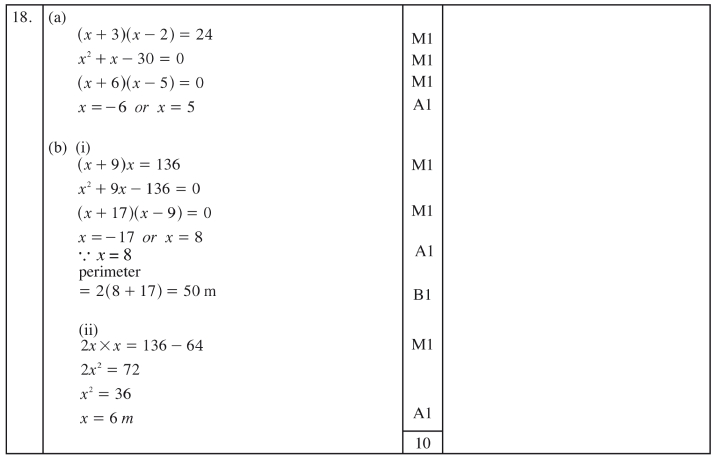 18. (a)
(x + 3)(x − 2) = 24 M1
x² + x − 30 = 0 M1
(x + 6)(x − 5) = 0 M1
x = −6 or x = 5 A1
(b) (i)
(x + 9)x = 136 M1
x² + 9x − 136 = 0
(x + 17)(x − 9) = 0 M1
x = −17 or x = 8
∵ x = 8 A1
perimeter
= 2(8 + 17) = 50 m B1
(ii)
2x × x = 136 − 64 M1
2x² = 72
x² = 36
x = 6 m A1
10